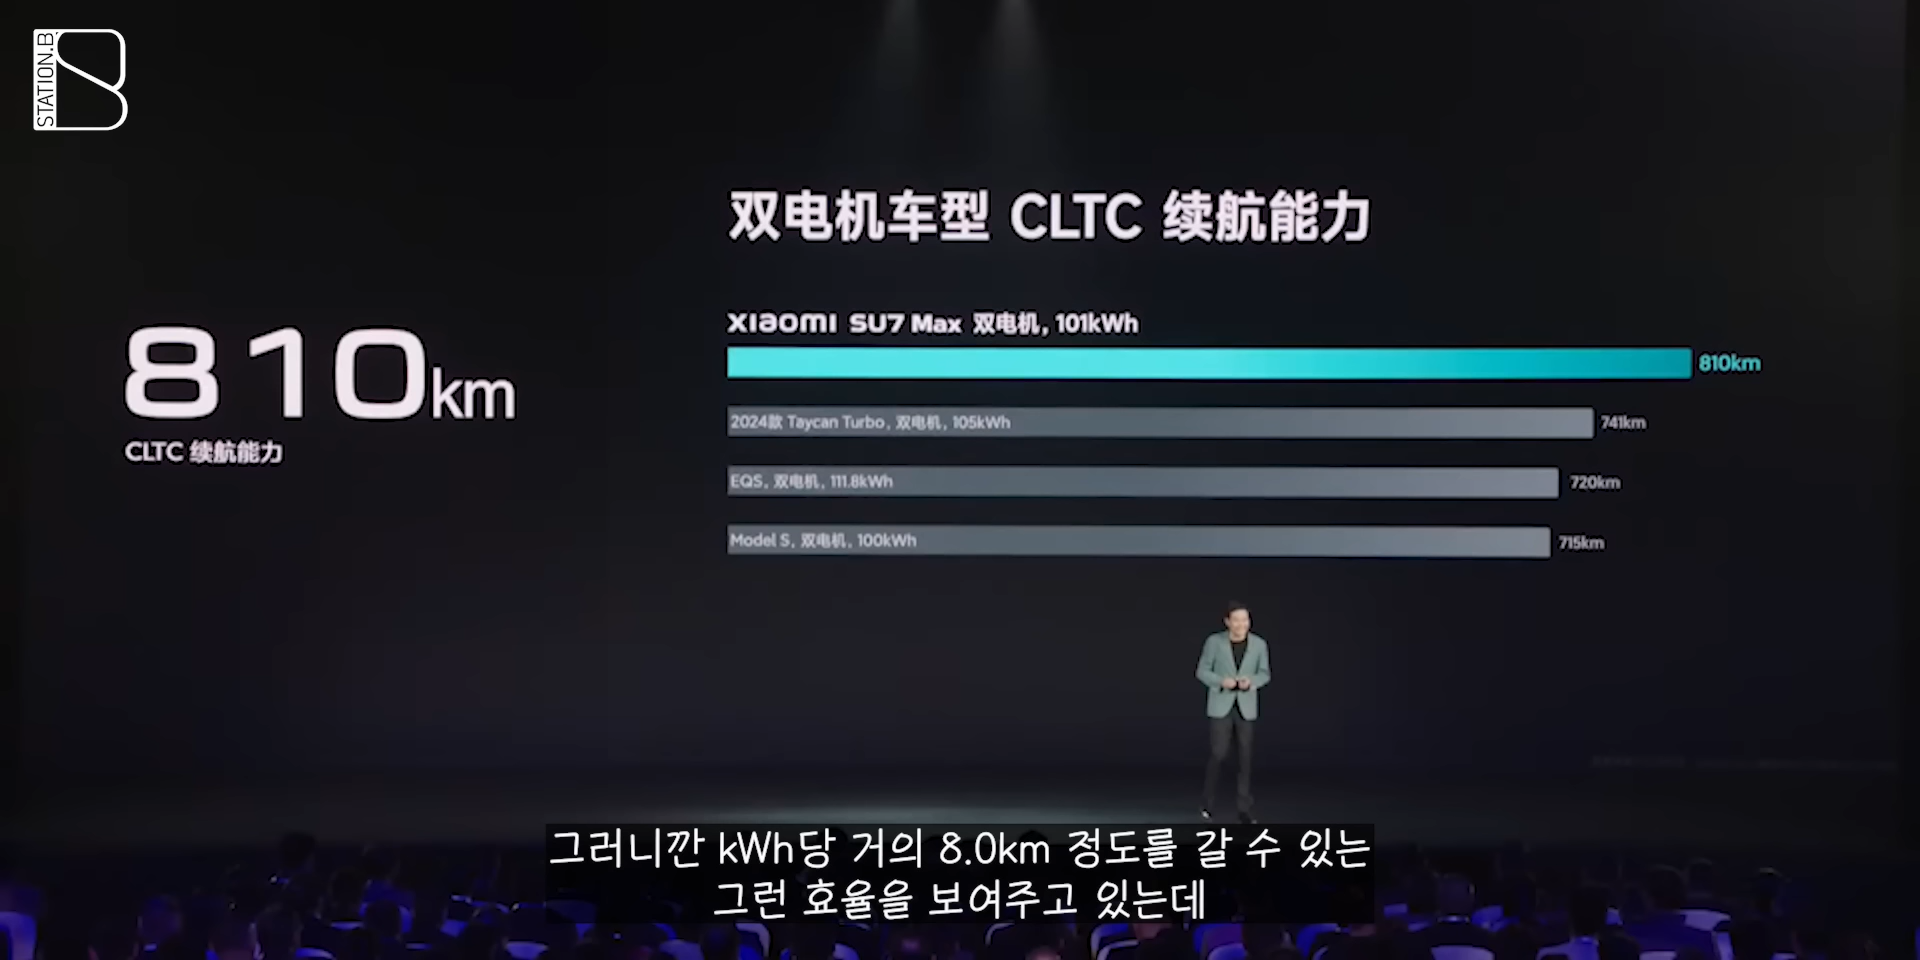 STATION.B
双电机车型 CLTC 续航能力
810km
CLTC 续航能力
XIAOMI SU7 Max 双电机, 101kWh
810km
2024款 Taycan Turbo, 双电机, 105kWh
741km
EQS, 双电机, 111.8kWh
720km
Model S, 双电机, 100kWh
715km
그러니깐 kWh당 거의 8.0km 정도를 갈 수 있는
그런 효율을 보여주고 있는데